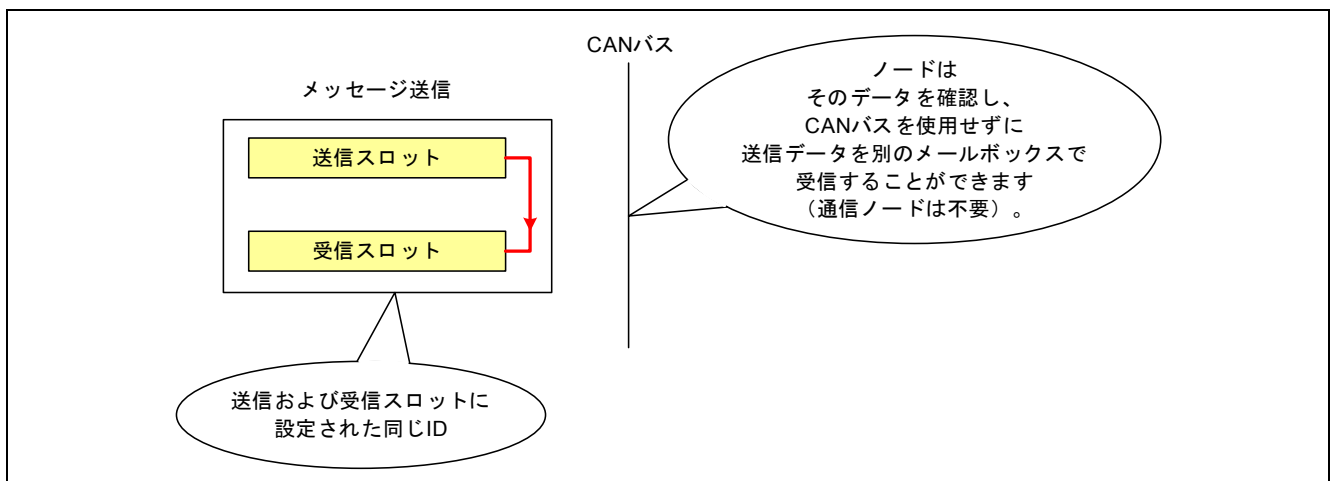 CANバス
メッセージ送信
送信スロット
受信スロット
ノードは
そのデータを確認し、
CANバスを使用せずに
送信データを別のメールボックスで
受信することができます
（通信ノードは不要）。
送信および受信スロットに
設定された同じID